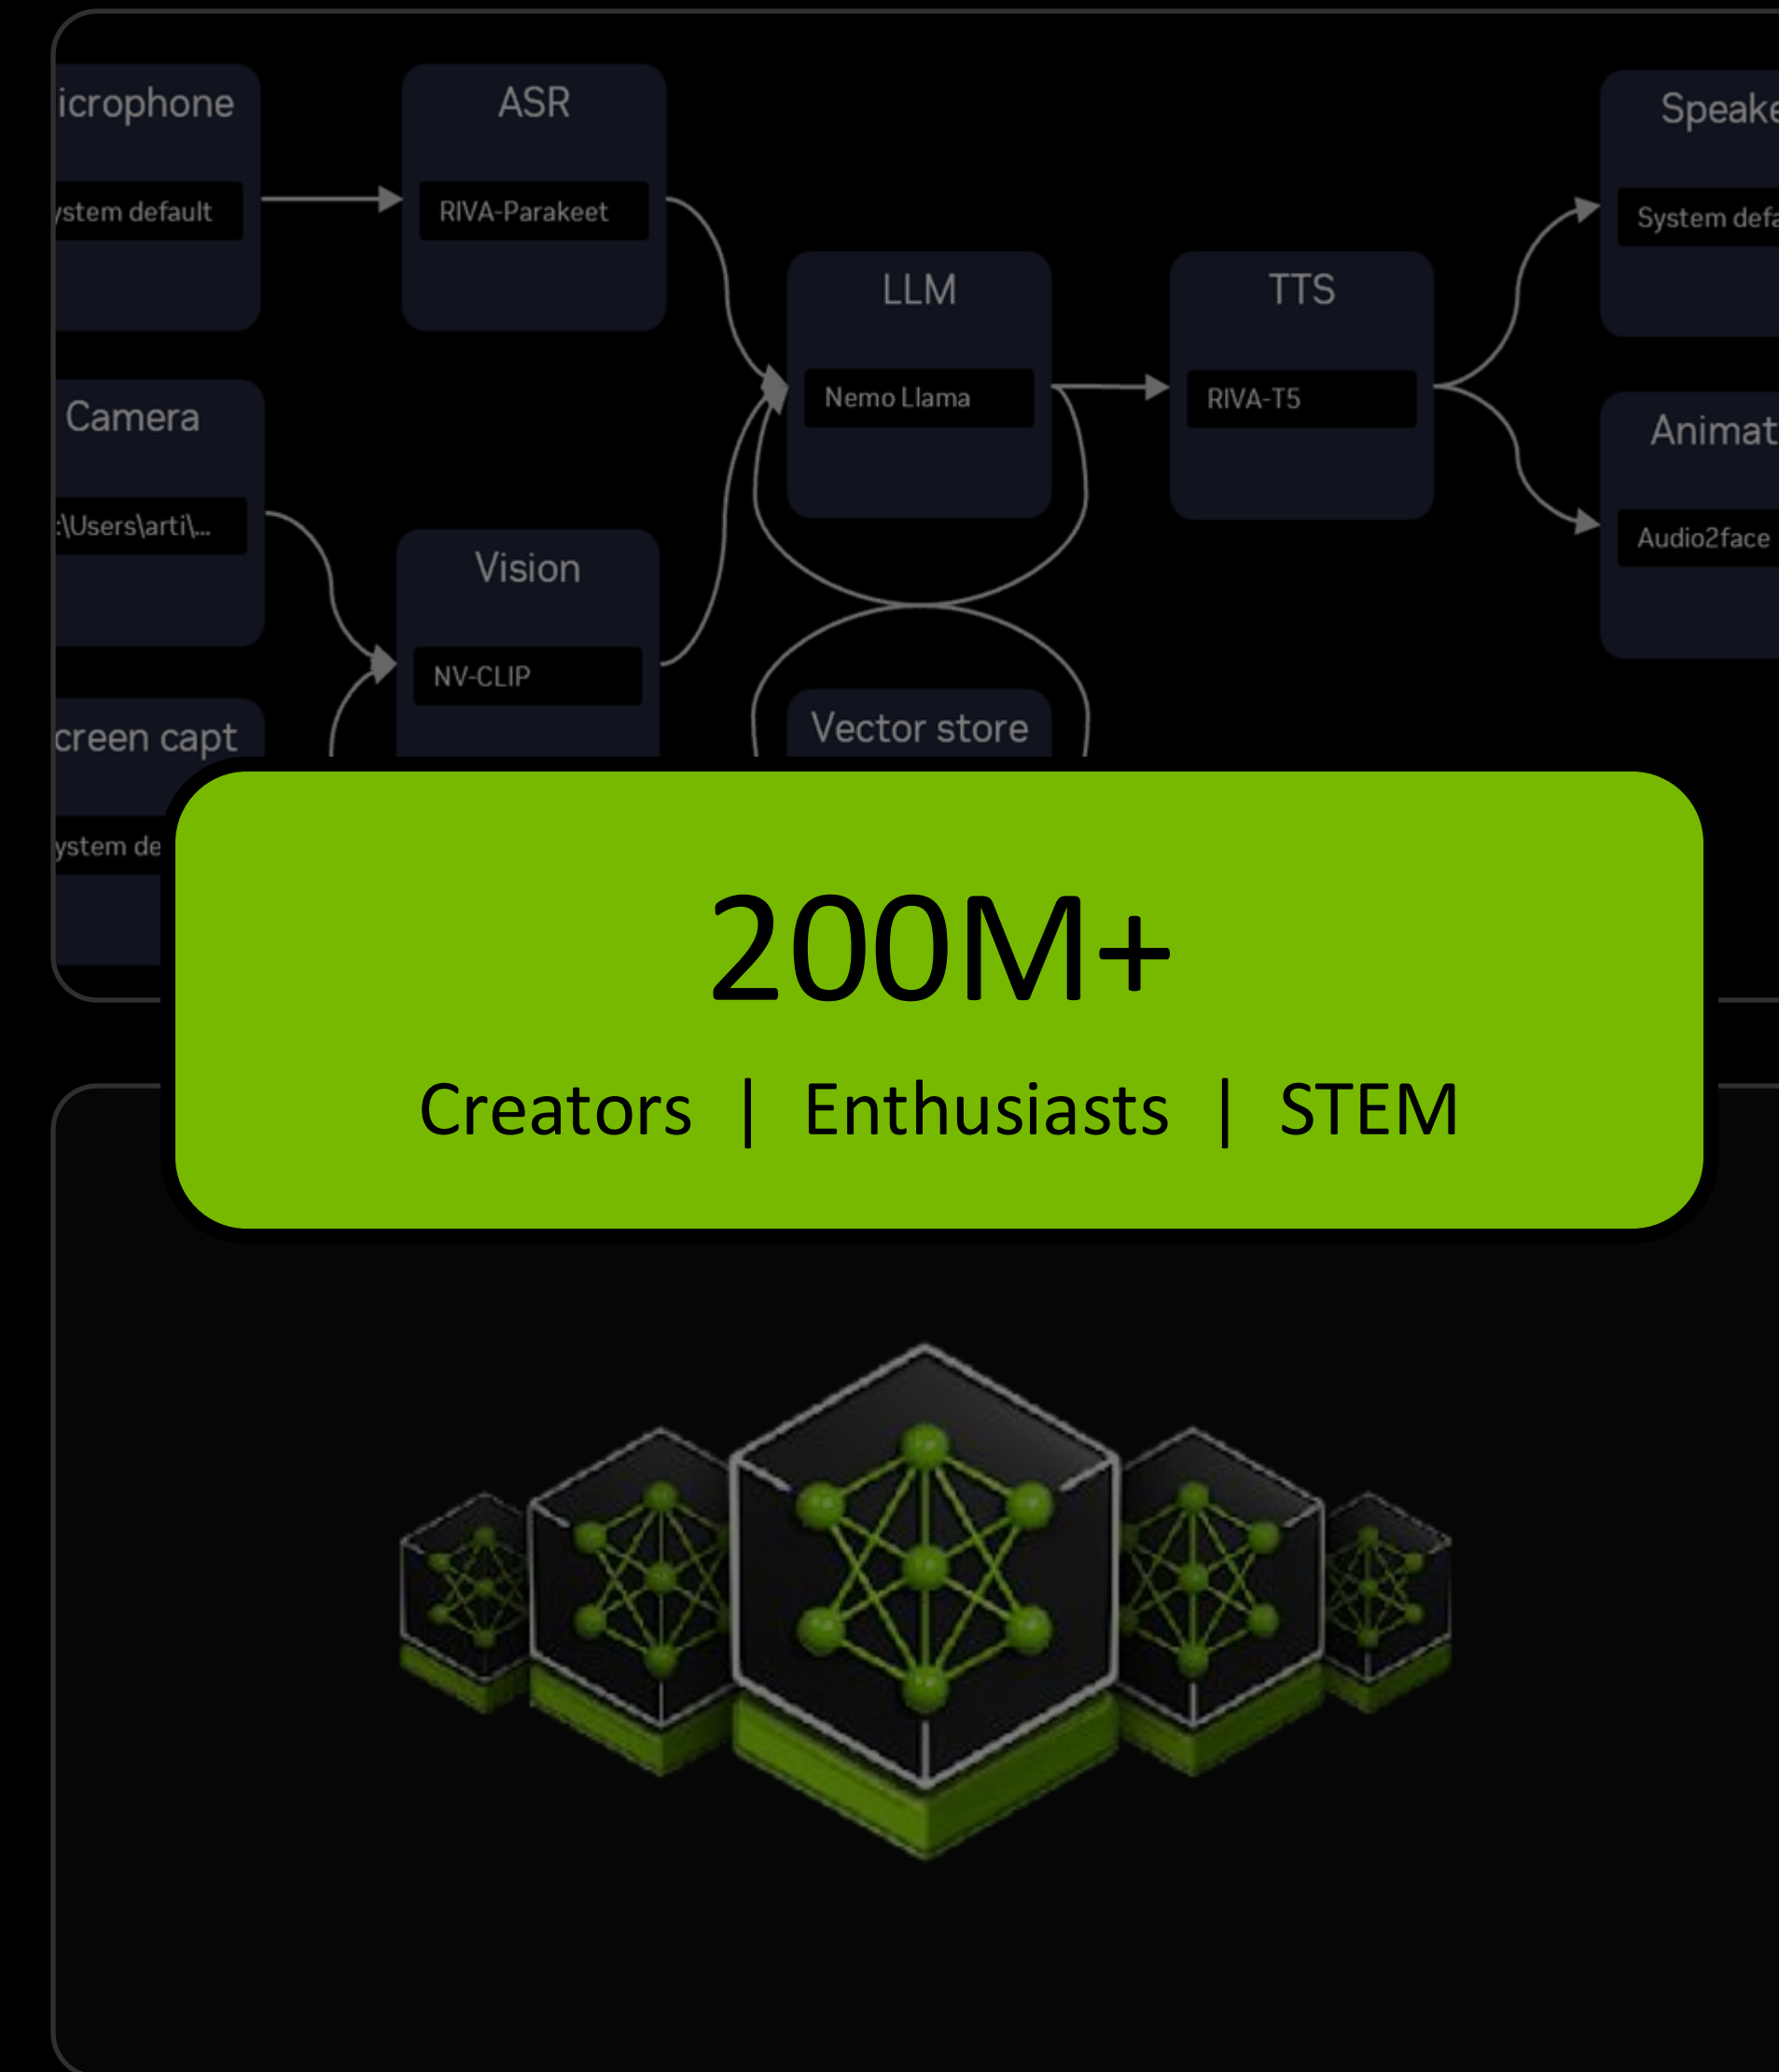 icrophone
ystem default
ASR
RIVA-Parakeet
LLM
Nemo Llama
TTS
RIVA-T5
Speake
System defa
Camera
:\Users\arti\...
Vision
NV-CLIP
Animat
Audio2face
creen capt
ystem de
Vector store
200M+
Creators | Enthusiasts | STEM